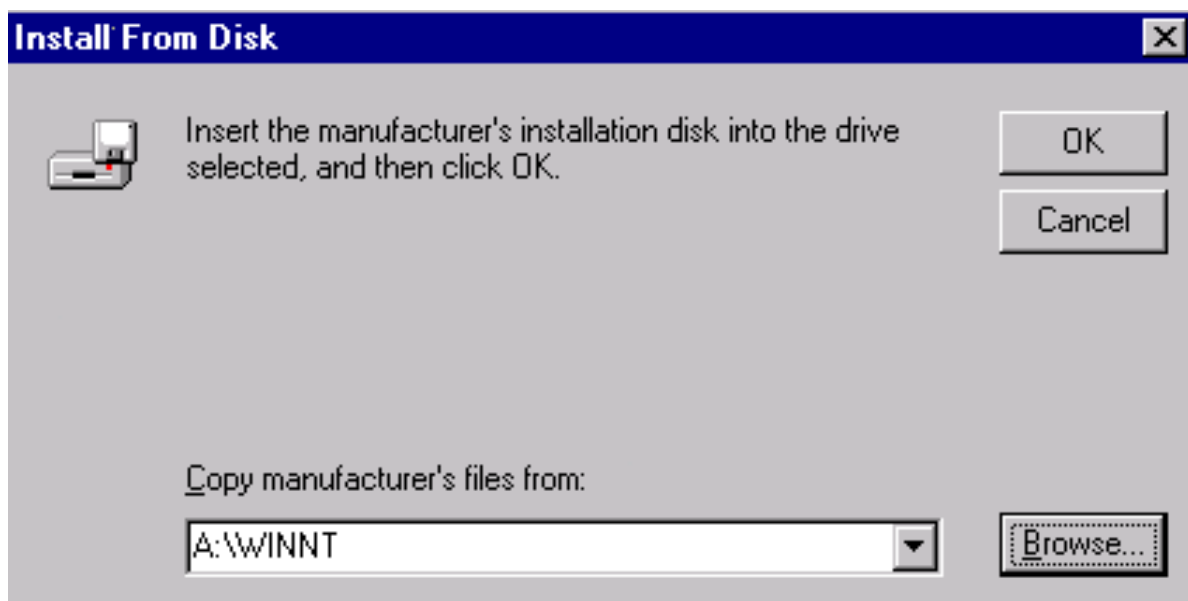 Install From Disk
Insert the manufacturer's installation disk into the drive
selected, and then click OK.
OK
Cancel
Copy manufacturer's files from:
A:\WINNT
Browse...